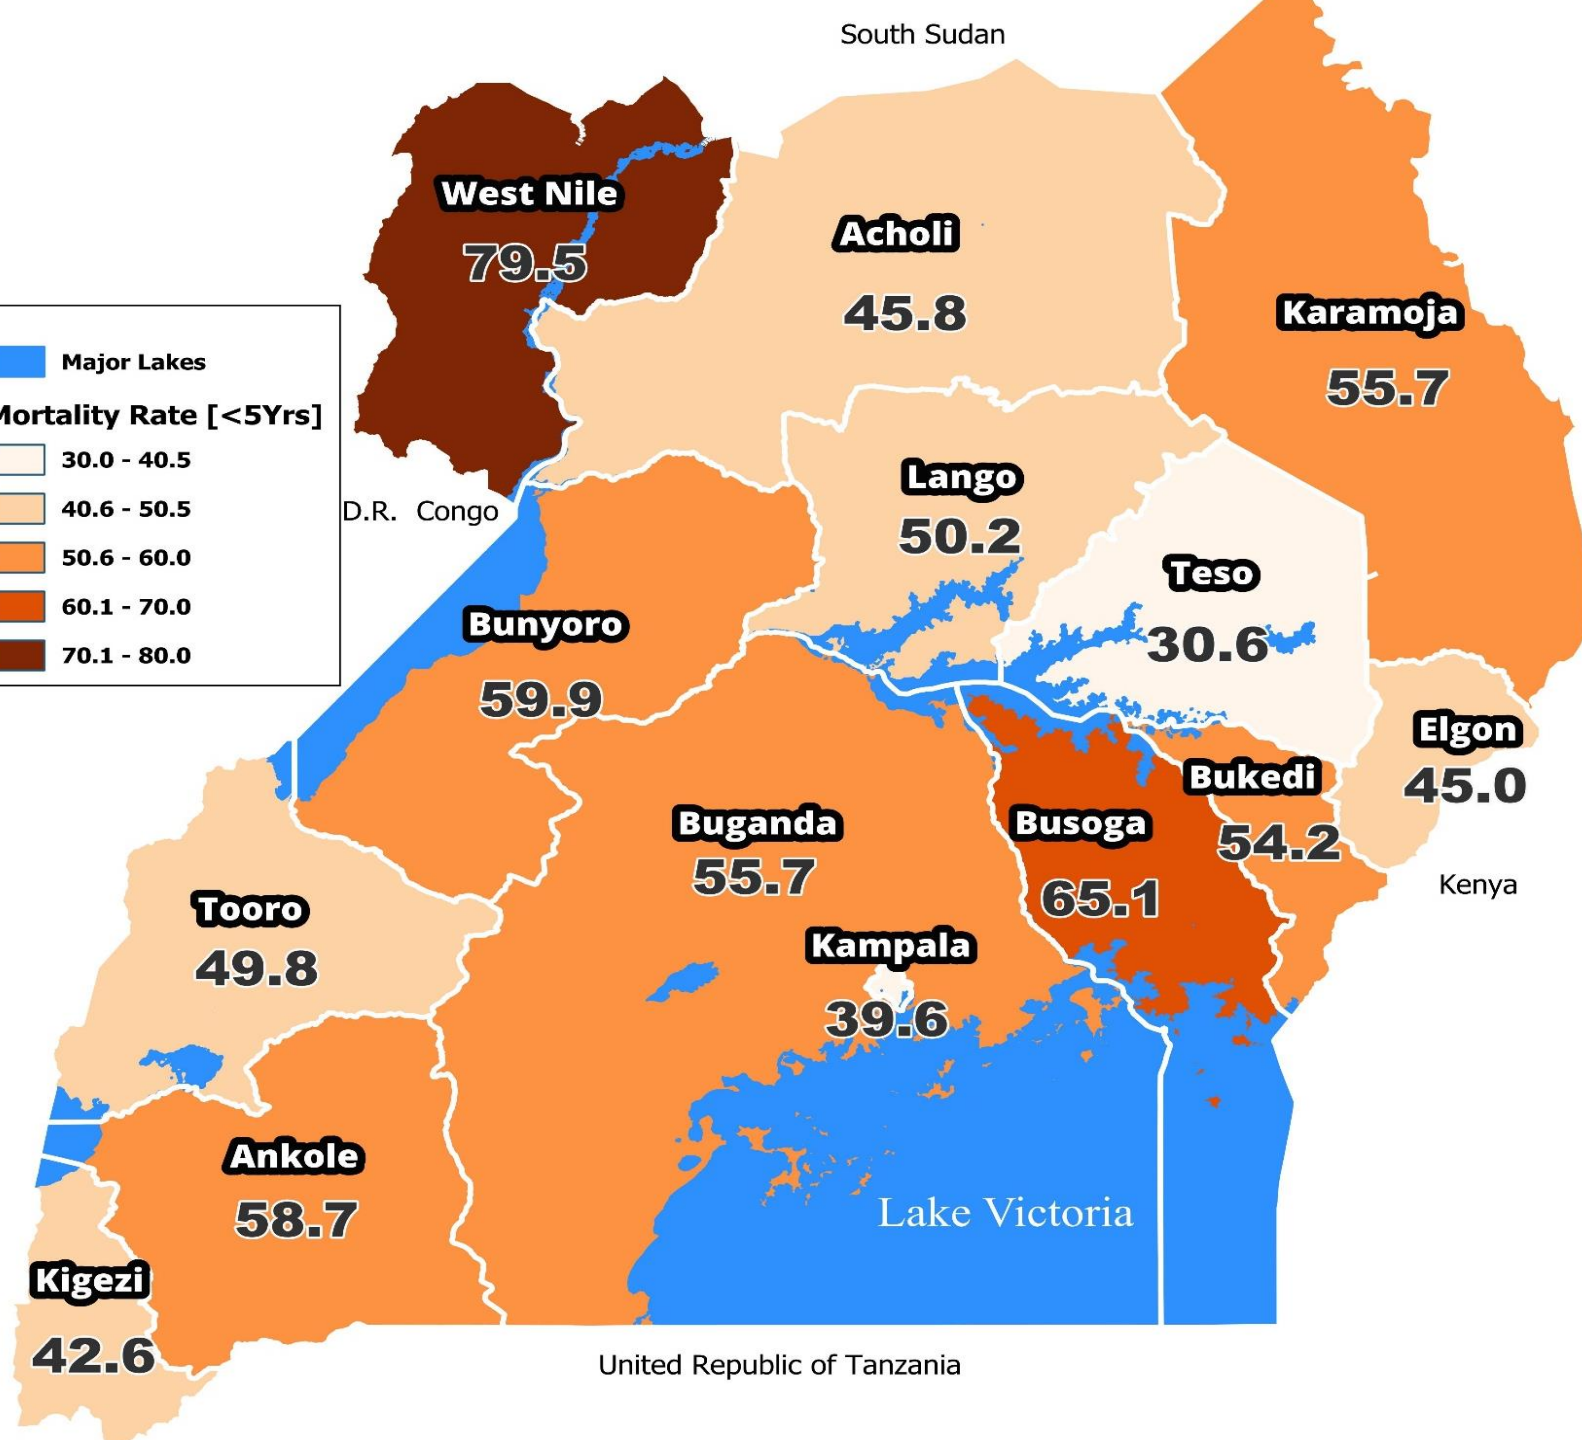 South Sudan
West Nile
79.5
Acholi
45.8
Karamoja
55.7
Major Lakes
Mortality Rate [<5Yrs]
30.0 - 40.5
40.6 - 50.5
50.6 - 60.0
60.1 - 70.0
70.1 - 80.0
D.R. Congo
Lango
50.2
Teso
30.6
Bunyoro
59.9
Elgon
45.0
Bukedi
54.2
Buganda
55.7
Busoga
65.1
Kenya
Tooro
49.8
Kampala
39.6
Ankole
58.7
Lake Victoria
Kigezi
42.6
United Republic of Tanzania